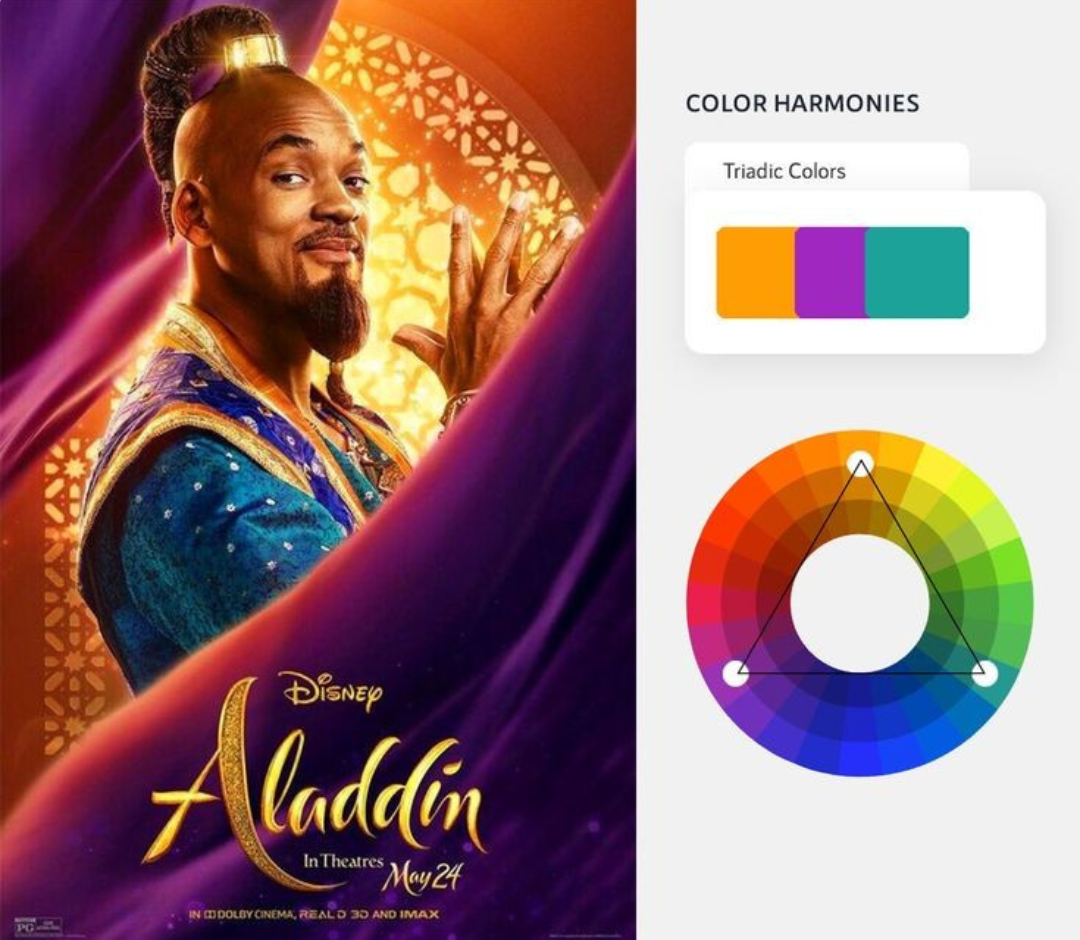 DISNEY
Aladdin
In Theatres
May 24
IN DOLBY CINEMA, REAL D 3D AND IMAX
PG
COLOR HARMONIES
Triadic Colors